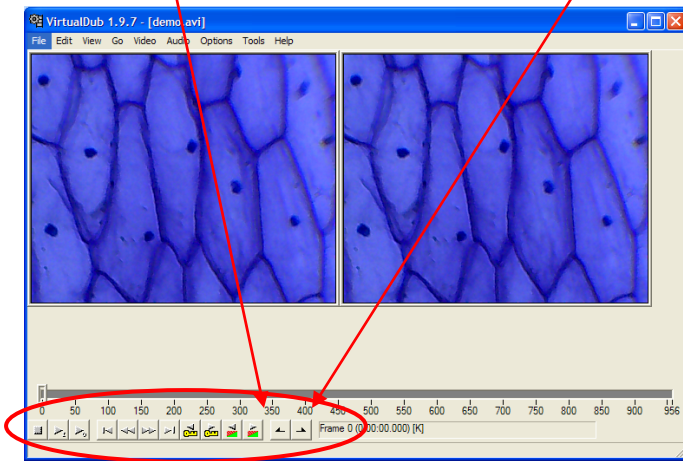 VirtualDub 1.9.7 - [demo.avi]
File Edit View Go Video Audio Options Tools Help
0 50 100 150 200 250 300 350 400 450 500 550 600 650 700 750 800 850 900 956
Frame 0 (0:00:00.000) [K]